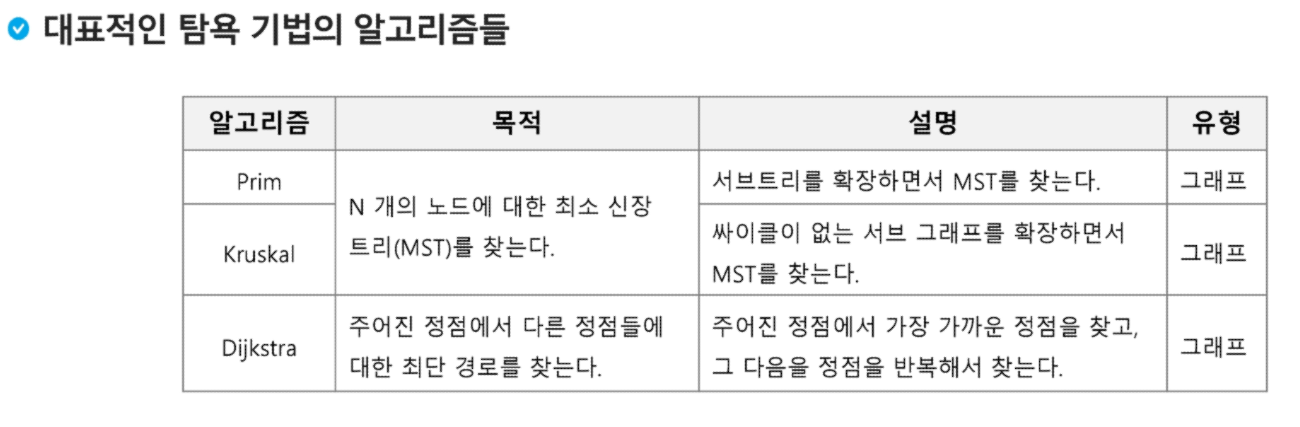 대표적인 탐욕 기법의 알고리즘들
알고리즘 목적 설명 유형
Prim
N 개의 노드에 대한 최소 신장
트리(MST)를 찾는다.
서브트리를 확장하면서 MST를 찾는다.
그래프
Kruskal
싸이클이 없는 서브 그래프를 확장하면서
MST를 찾는다.
그래프
Dijkstra
주어진 정점에서 다른 정점들에
대한 최단 경로를 찾는다.
주어진 정점에서 가장 가까운 정점을 찾고,
그 다음을 정점을 반복해서 찾는다.
그래프